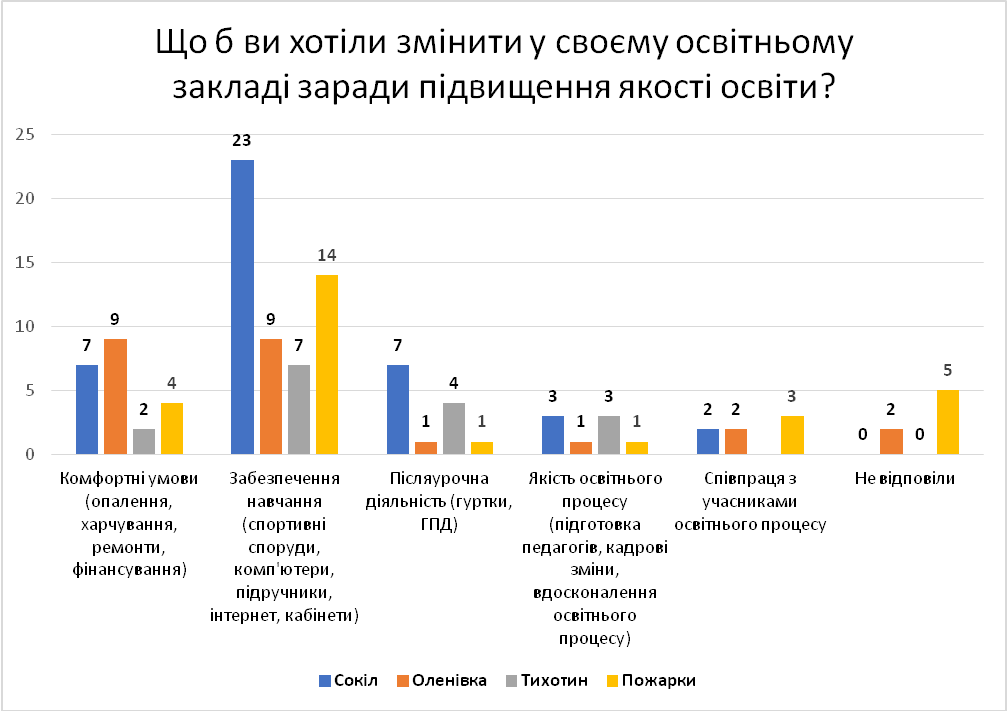 Що б ви хотіли змінити у своєму освітньому
закладі заради підвищення якості освіти?
25
20
15
10
5
0
7
9
2
4
23
9
7
14
7
1
4
1
3
1
3
1
2
2
3
0
2
0
5
Комфортні умови
(опалення,
харчування,
ремонти,
фінансування)
Забезпечення
навчання
(спортивні
споруди,
комп'ютери,
підручники,
інтернет, кабінети)
Післяурочна
діяльність (гуртки,
ГПД)
Якість освітнього
процесу
(підготовка
педагогів, кадрові
зміни,
вдосконалення
освітнього
процесу)
Співпраця з
учасниками
освітнього процесу
Не відповіли
Сокіл
Оленівка
Тихотин
Пожарки